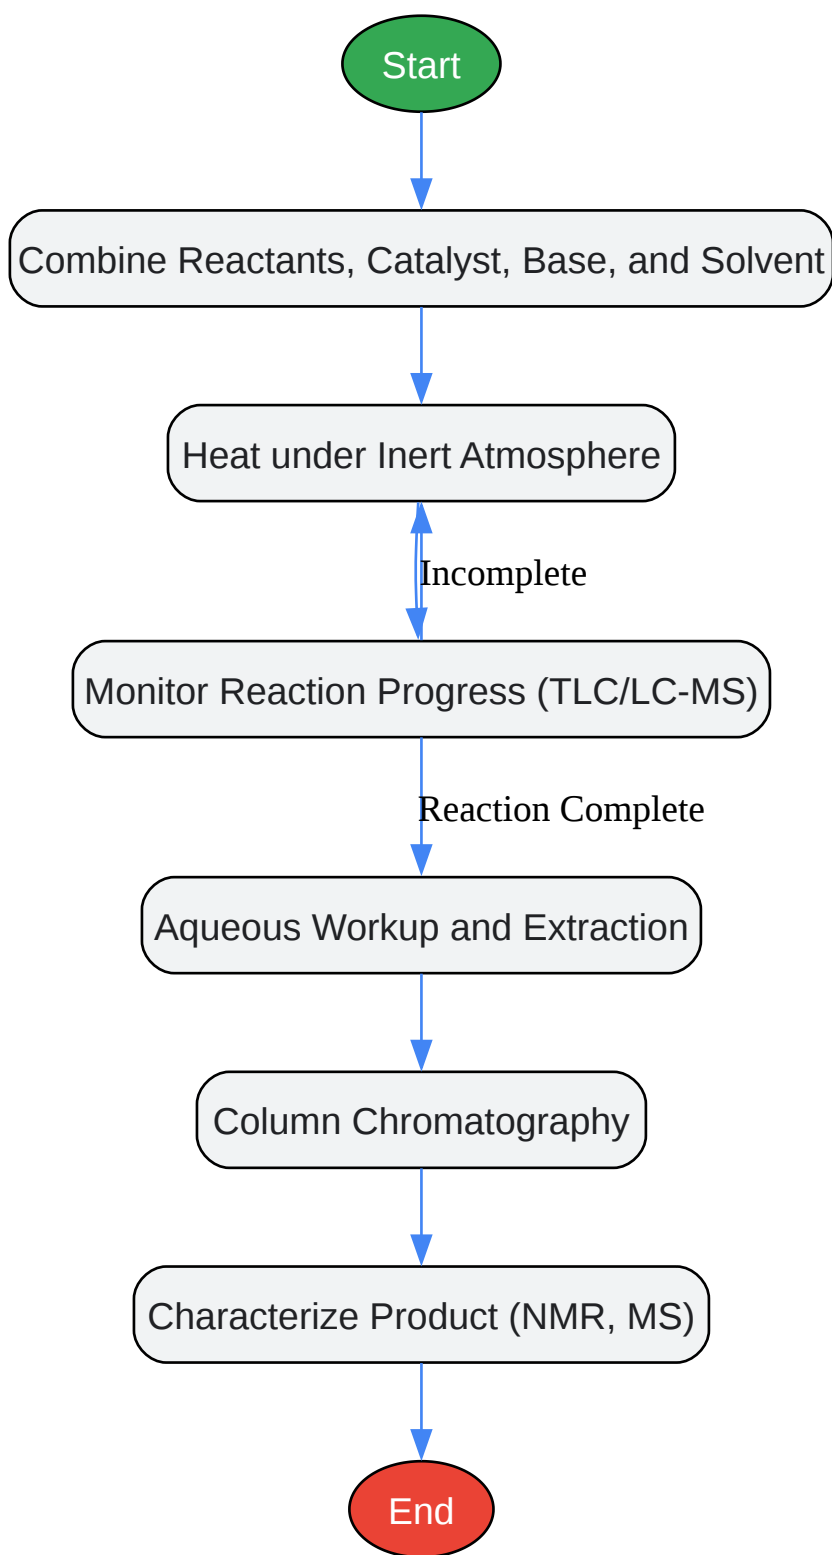 Start
Combine Reactants, Catalyst, Base, and Solvent
Heat under Inert Atmosphere
Incomplete
Monitor Reaction Progress (TLC/LC-MS)
Reaction Complete
Aqueous Workup and Extraction
Column Chromatography
Characterize Product (NMR, MS)
End